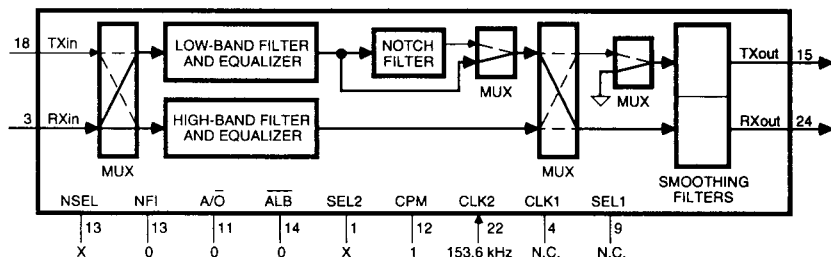 18 TXin LOW-BAND FILTER AND EQUALIZER NOTCH FILTER MUX MUX TXout 15
3 RXin MUX HIGH-BAND FILTER AND EQUALIZER MUX RXout 24
SMOOTHING FILTERS
NSEL NFI A/O ALB SEL2 CPM CLK2 CLK1 SEL1
13 13 11 14 1 12 22 4 9
X 0 0 0 X 1 153.6 kHz N.C. N.C.